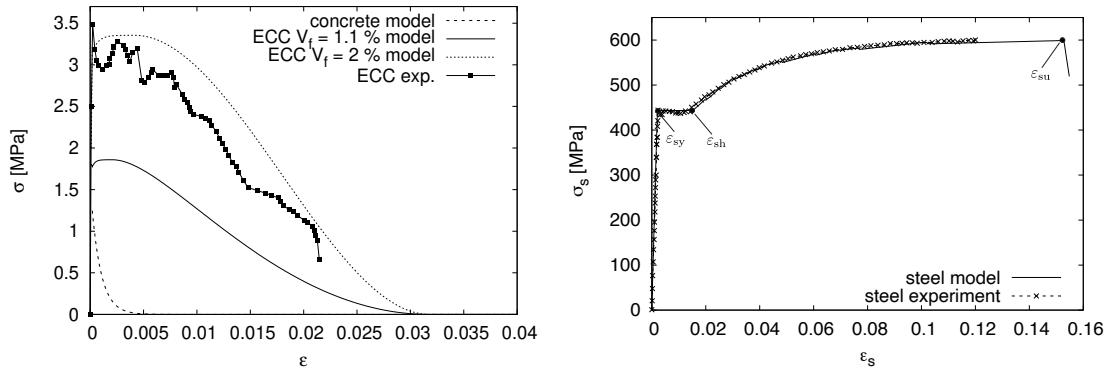 concrete model
ECC V_f = 1.1 % model
ECC V_f = 2 % model
ECC exp.
σ [MPa]
3.5
3
2.5
2
1.5
1
0.5
0
0 0.005 0.01 0.015 0.02 0.025 0.03 0.035 0.04
ε
σ_s [MPa]
600
500
400
300
200
100
0
ε_su
ε_sy
ε_sh
steel model
steel experiment
0 0.02 0.04 0.06 0.08 0.1 0.12 0.14 0.16
ε_s